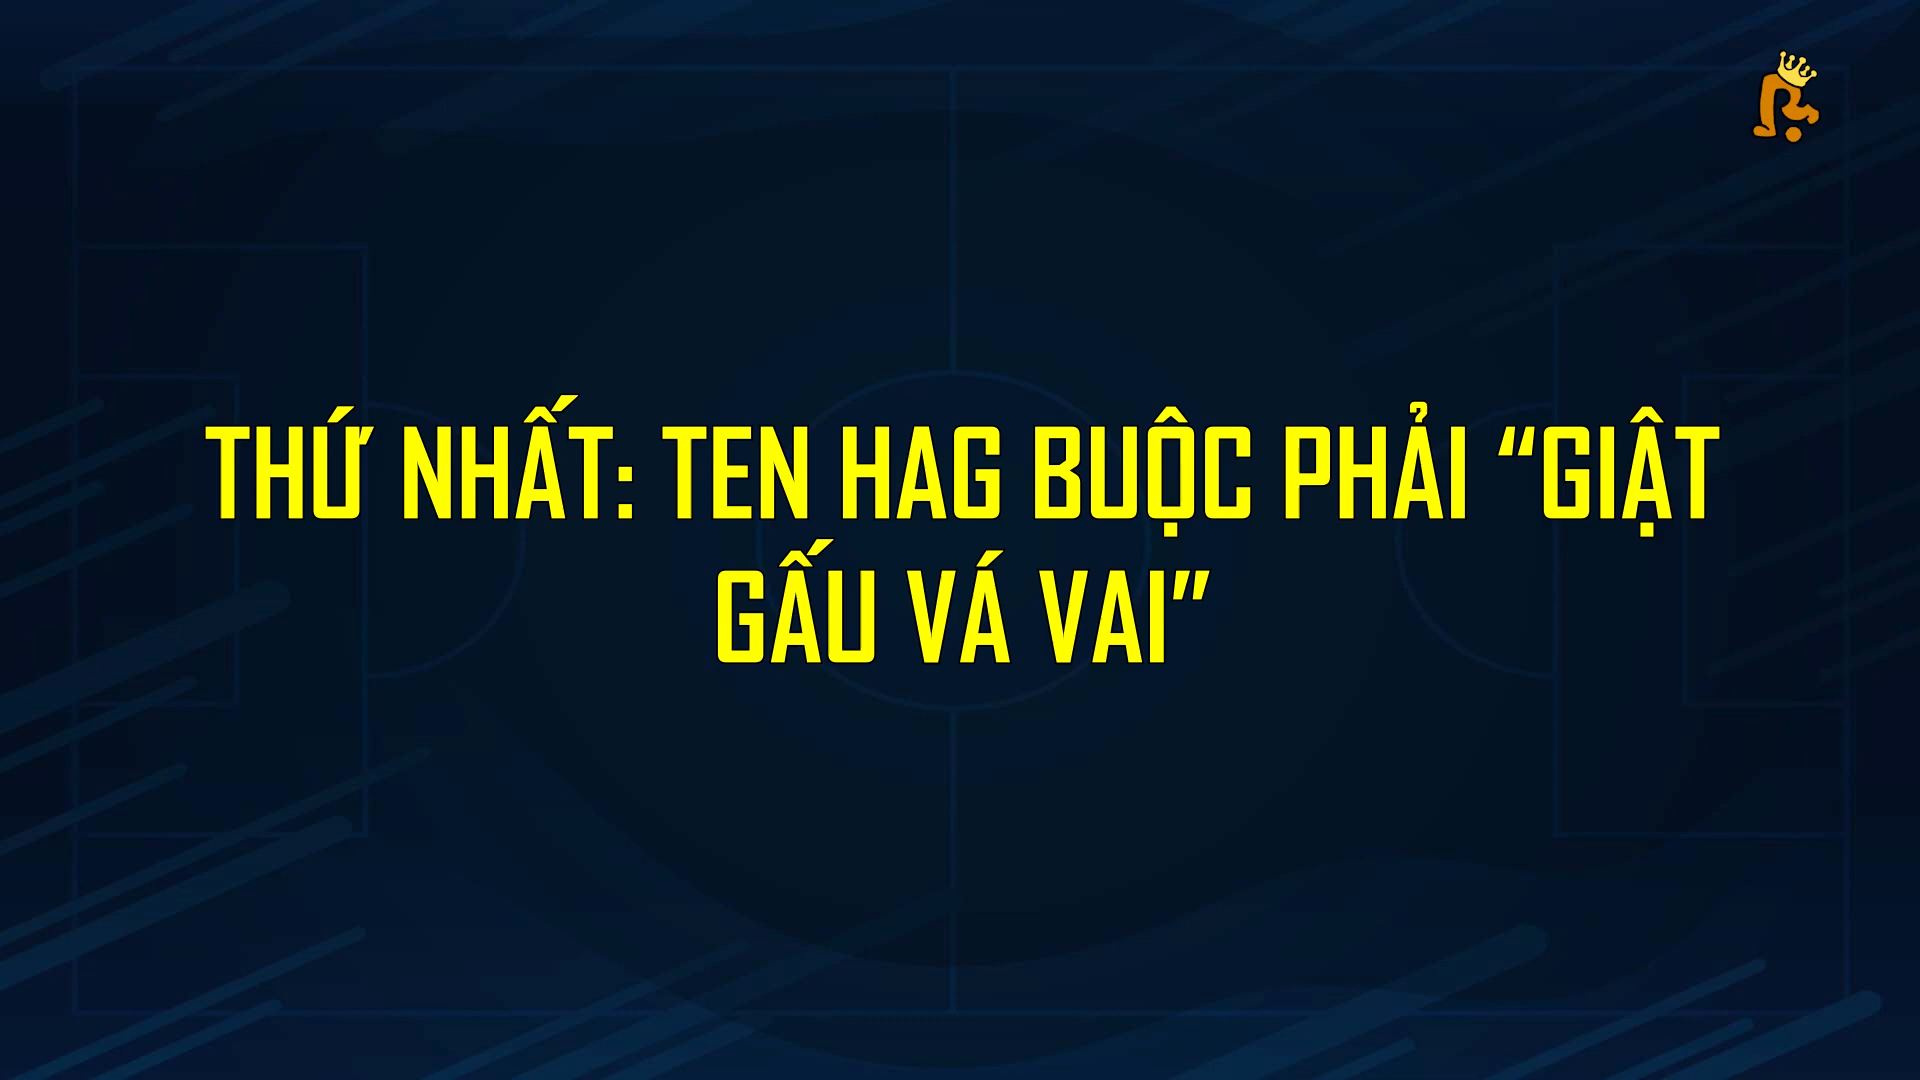 THỨ NHẤT: TEN HAG BUỘC PHẢI “GIẬT
GẤU VÁ VAI”